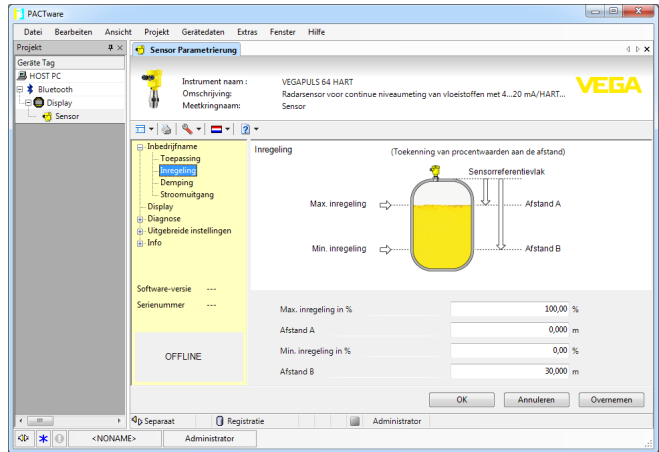 PACTware
Datei Bearbeiten Ansicht Projekt Gerätedaten Extras Fenster Hilfe
Projekt
Geräte Tag
HOST PC
Bluetooth
Display
Sensor
Sensor Parametrierung
Instrument naam : VEGAPULS 64 HART
Omschrijving: Radarsensor voor continue niveaumeting van vloeistoffen met 4...20 mA/HART...
Meetkringnaam: Sensor
VEGA
Inbedrijfname
Toepassing
Inregeling
Demping
Stroomuitgang
Display
Diagnose
Uitgebreide instellingen
Info
Software-versie ---
Serienummer ---
OFFLINE
Inregeling (Toekenning van procentwaarden aan de afstand)
Sensorreferentievlak
Max. inregeling Afstand A
Min. inregeling Afstand B
Max. inregeling in % 100,00 %
Afstand A 0,000 m
Min. inregeling in % 0,00 %
Afstand B 30,000 m
OK Annuleren Overnemen
Separaat Registratie Administrator
<NONAME> Administrator